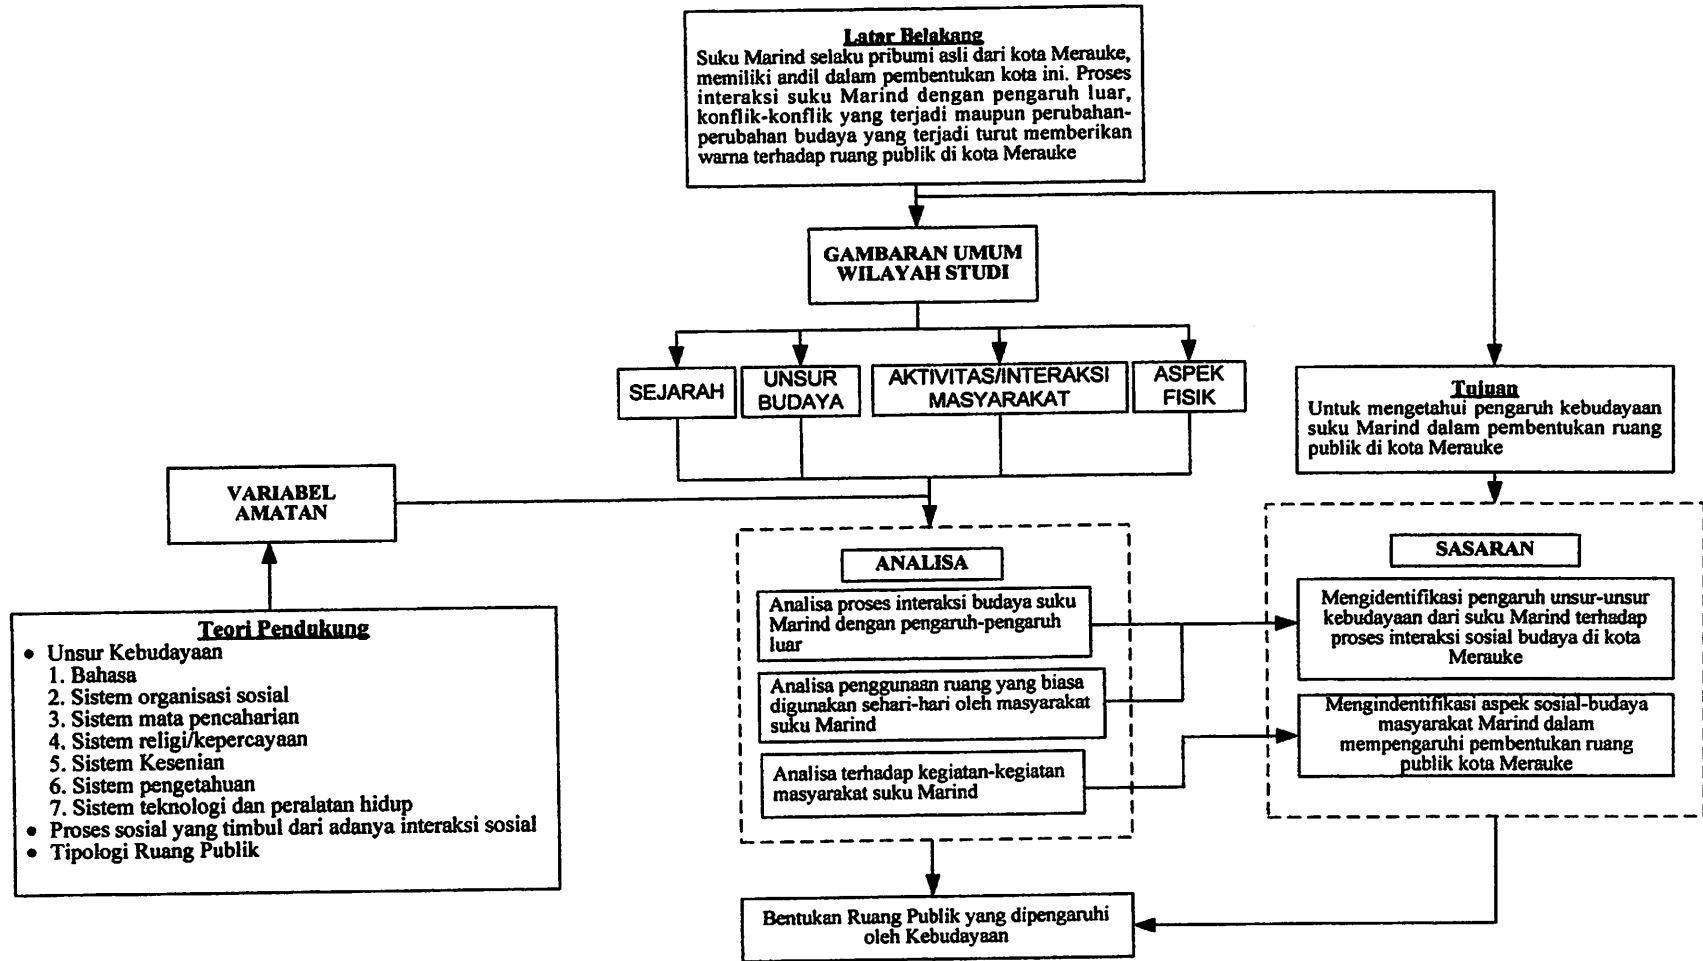 Latar Belakang
Suku Marind selaku pribumi asli dari kota Merauke,
memiliki andil dalam pembentukan kota ini. Proses
interaksi suku Marind dengan pengaruh luar,
konflik-konflik yang terjadi maupun perubahan-
perubahan budaya yang terjadi turut memberikan
warna terhadap ruang publik di kota Merauke
GAMBARAN UMUM
WILAYAH STUDI
SEJARAH
UNSUR
BUDAYA
AKTIVITAS/INTERAKSI
MASYARAKAT
ASPEK
FISIK
Tujuan
Untuk mengetahui pengaruh kebudayaan
suku Marind dalam pembentukan ruang
publik di kota Merauke
VARIABEL
AMATAN
Teori Pendukung
• Unsur Kebudayaan
1. Bahasa
2. Sistem organisasi sosial
3. Sistem mata pencaharian
4. Sistem religi/kepercayaan
5. Sistem Kesenian
6. Sistem pengetahuan
7. Sistem teknologi dan peralatan hidup
• Proses sosial yang timbul dari adanya interaksi sosial
• Tipologi Ruang Publik
ANALISA
Analisa proses interaksi budaya suku
Marind dengan pengaruh-pengaruh
luar
Analisa penggunaan ruang yang biasa
digunakan sehari-hari oleh masyarakat
suku Marind
Analisa terhadap kegiatan-kegiatan
masyarakat suku Marind
SASARAN
Mengidentifikasi pengaruh unsur-unsur
kebudayaan dari suku Marind terhadap
proses interaksi sosial budaya di kota
Merauke
Mengindentifikasi aspek sosial-budaya
masyarakat Marind dalam
mempengaruhi pembentukan ruang
publik kota Merauke
Bentukan Ruang Publik yang dipengaruhi
oleh Kebudayaan